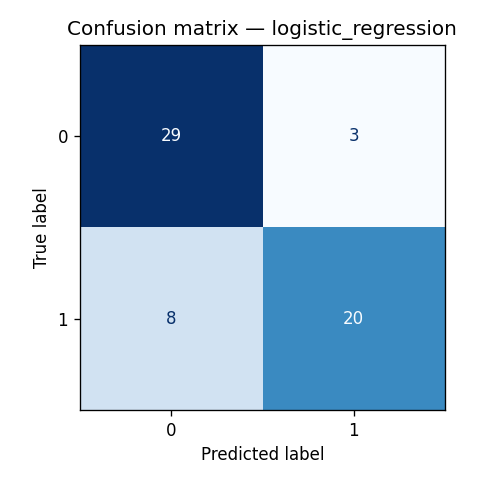 Confusion matrix — logistic_regression
True label
0
29
3
1
8
20
0
1
Predicted label